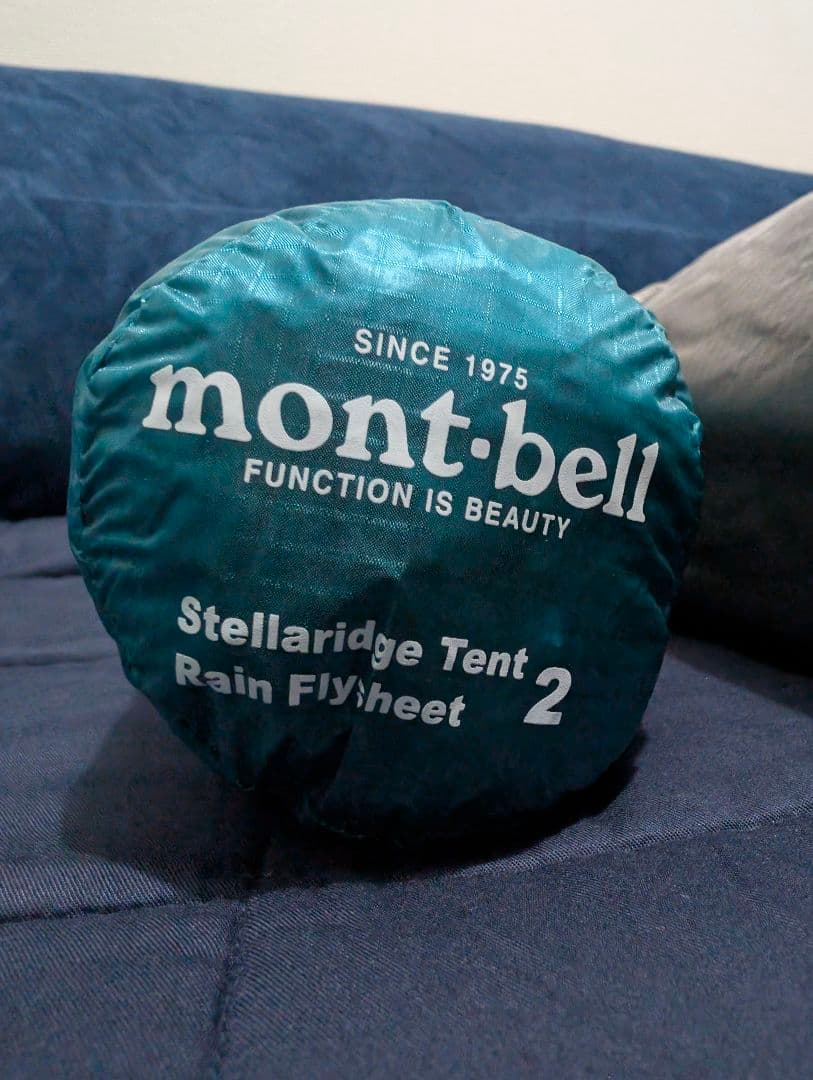 SINCE 1975
mont·bell
FUNCTION IS BEAUTY
Stellaridge Tent 2
Rain Flysheet